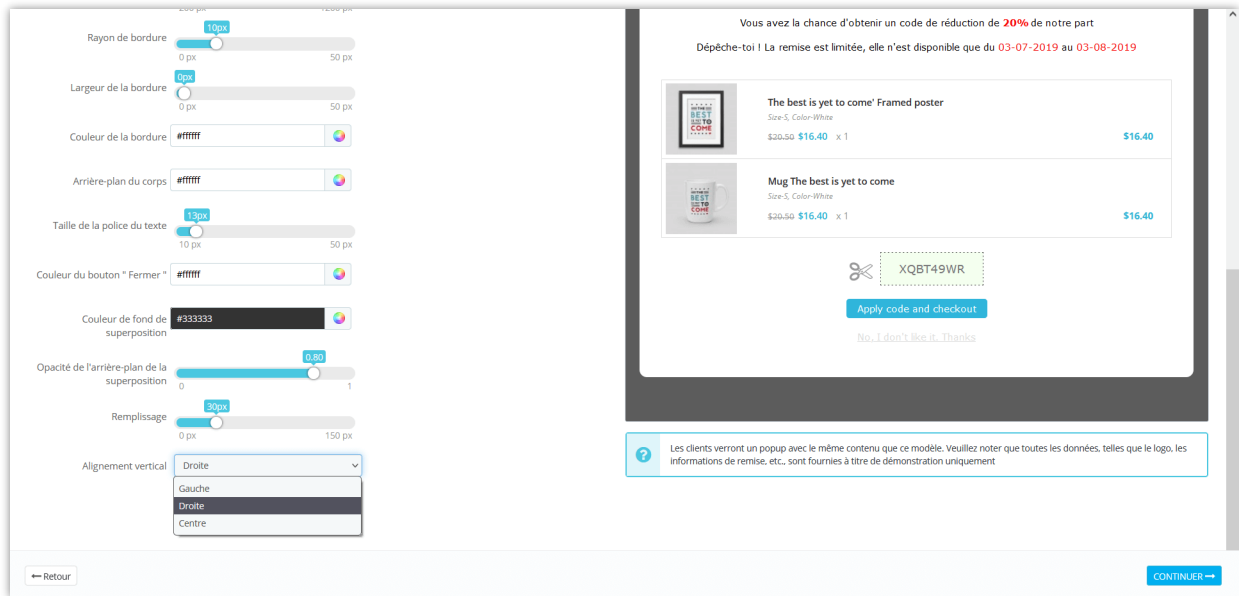 Rayon de bordure
10px
0 px
50 px
Largeur de la bordure
0px
0 px
50 px
Couleur de la bordure
#ffffff
Arrière-plan du corps
#ffffff
Taille de la police du texte
13px
10 px
50 px
Couleur du bouton " Fermer "
#ffffff
Couleur de fond de
superposition
#333333
Opacité de l'arrière-plan de la
superposition
0.80
0
1
Remplissage
30px
0 px
150 px
Alignement vertical
Droite
Gauche
Droite
Centre
Vous avez la chance d'obtenir un code de réduction de 20% de notre part
Dépêche-toi ! La remise est limitée, elle n'est disponible que du 03-07-2019 au 03-08-2019
BEST
TO
COME
The best is yet to come' Framed poster
Size-S, Color-White
$20.50 $16.40 x 1
$16.40
BEST
TO
COME
Mug The best is yet to come
Size-S, Color-White
$20.50 $16.40 x 1
$16.40
XQBT49WR
Apply code and checkout
No, I don't like it. Thanks
Les clients verront un popup avec le même contenu que ce modèle. Veuillez noter que toutes les données, telles que le logo, les
informations de remise, etc., sont fournies à titre de démonstration uniquement
Retour
CONTINUER